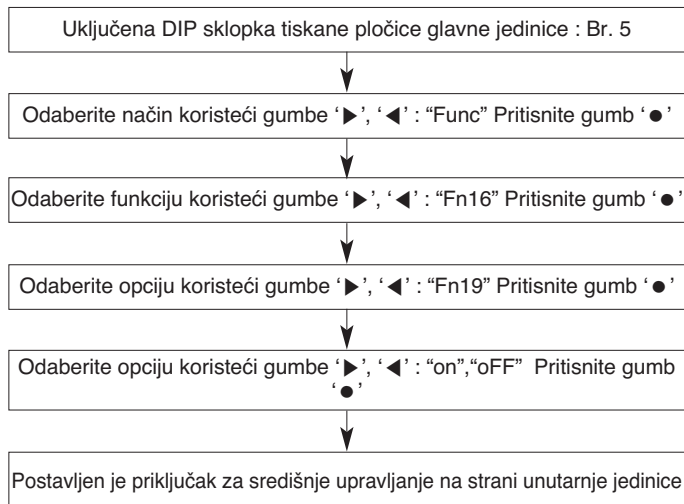 Uključena DIP sklopka tiskane pločice glavne jedinice : Br. 5
Odaberite način koristeći gumbe ‘▶’, ‘◀’ : “Func” Pritisnite gumb ‘●’
Odaberite funkciju koristeći gumbe ‘▶’, ‘◀’ : “Fn16” Pritisnite gumb ‘●’
Odaberite opciju koristeći gumbe ‘▶’, ‘◀’ : “Fn19” Pritisnite gumb ‘●’
Odaberite opciju koristeći gumbe ‘▶’, ‘◀’ : “on”,“oFF” Pritisnite gumb
‘●’
Postavljen je priključak za središnje upravljanje na strani unutarnje jedinice